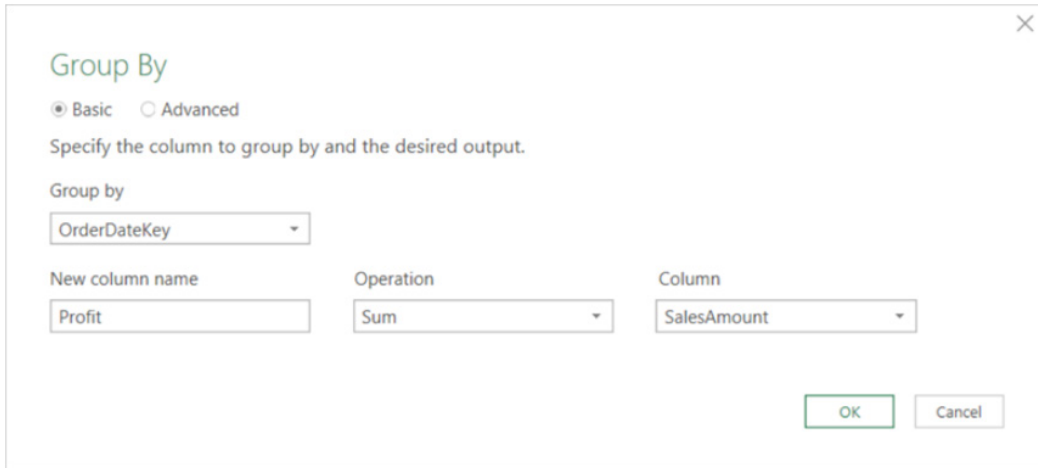 Group By
Basic Advanced
Specify the column to group by and the desired output.
Group by
OrderDateKey
New column name Operation Column
Profit Sum SalesAmount
OK Cancel